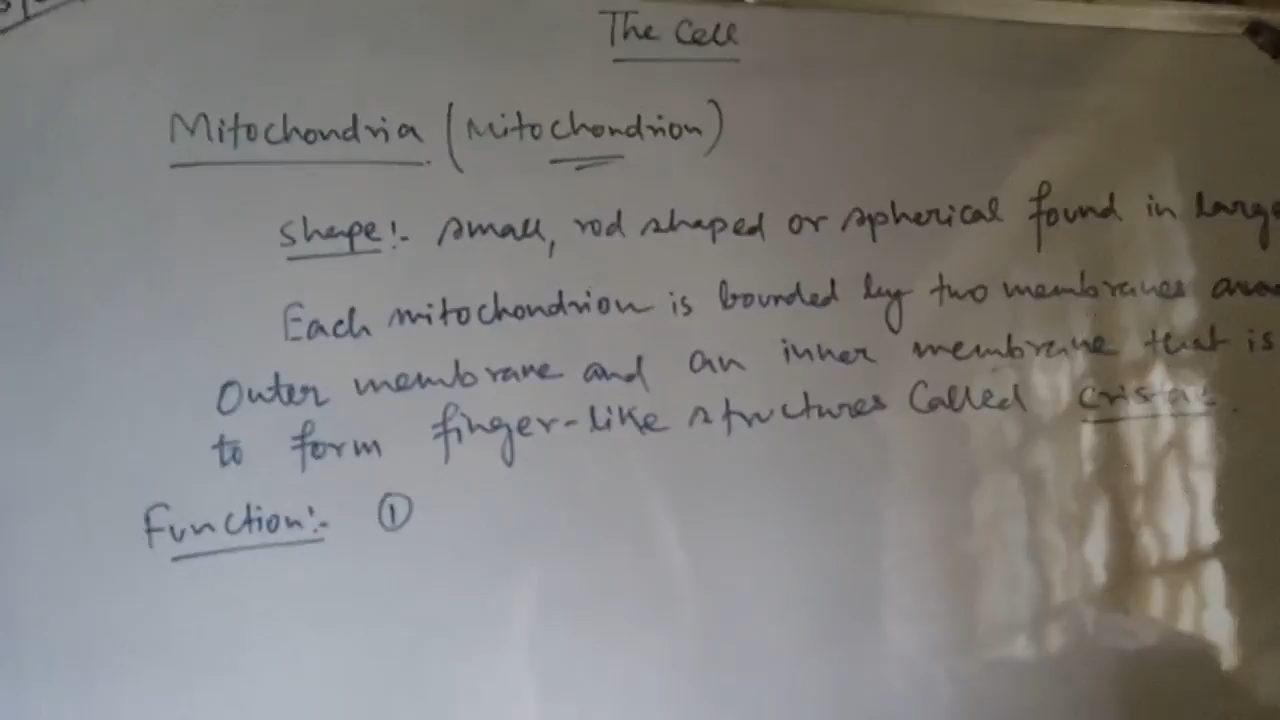 The Cell
Mitochondria (Mitochondrion)
Shape:- small, rod shaped or spherical found in large
Each mitochondrion is bounded by two membranes
Outer membrane and an inner membrane that is
to form finger-like structures called cristae.
Function:- ①